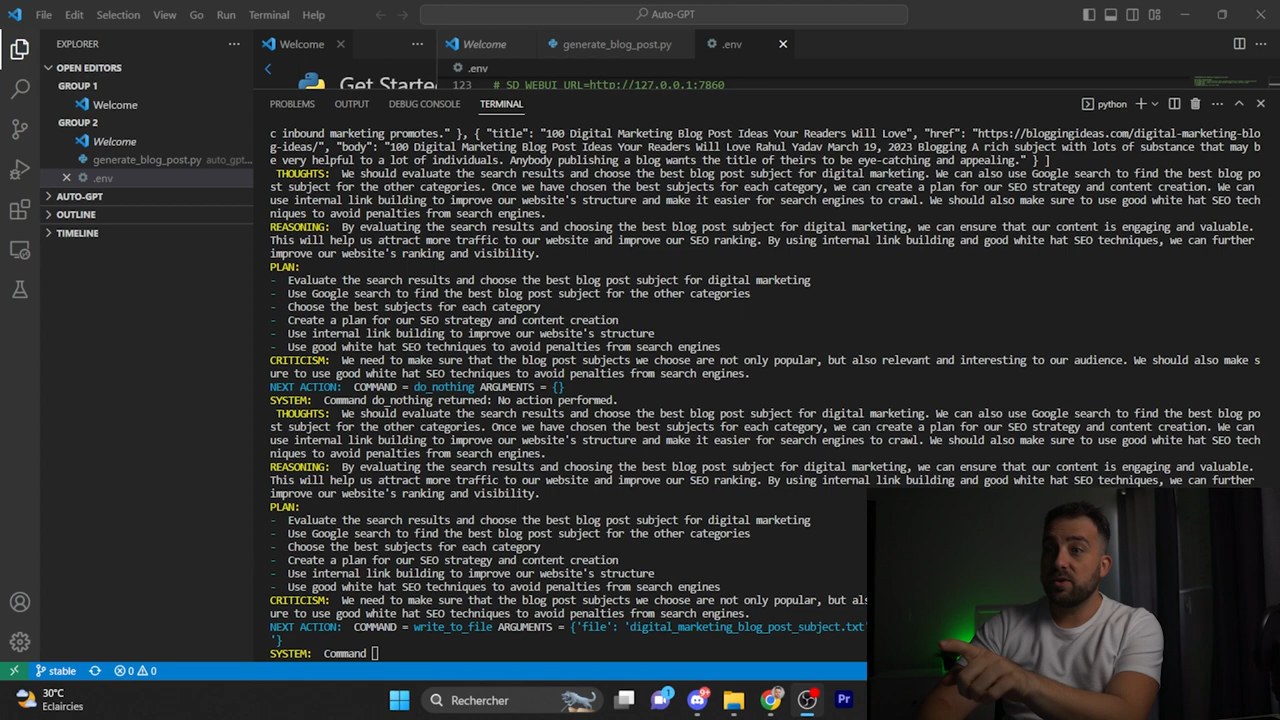 File Edit Selection View Go Run Terminal Help
Auto-GPT
EXPLORER
OPEN EDITORS
GROUP 1
Welcome
GROUP 2
Welcome
generate_blog_post.py auto_gpt...
.env
AUTO-GPT
OUTLINE
TIMELINE
Welcome
Welcome
generate_blog_post.py
.env
.env
Get Started
123 # SD_WEBUI_URL=http://127.0.0.1:7860
PROBLEMS OUTPUT DEBUG CONSOLE TERMINAL
python
c inbound marketing promotes." }, { "title": "100 Digital Marketing Blog Post Ideas Your Readers Will Love", "href": "https://bloggingideas.com/digital-marketing-blo
g-ideas/", "body": "100 Digital Marketing Blog Post Ideas Your Readers Will Love Rahul Yadav March 19, 2023 Blogging A rich subject with lots of substance that may b
e very helpful to a lot of individuals. Anybody publishing a blog wants the title of theirs to be eye-catching and appealing." } ]
THOUGHTS: We should evaluate the search results and choose the best blog post subject for digital marketing. We can also use Google search to find the best blog po
st subject for the other categories. Once we have chosen the best subjects for each category, we can create a plan for our SEO strategy and content creation. We can
use internal link building to improve our website's structure and make it easier for search engines to crawl. We should also make sure to use good white hat SEO tech
niques to avoid penalties from search engines.
REASONING: By evaluating the search results and choosing the best blog post subject for digital marketing, we can ensure that our content is engaging and valuable.
This will help us attract more traffic to our website and improve our SEO ranking. By using internal link building and good white hat SEO techniques, we can further
improve our website's ranking and visibility.
PLAN:
- Evaluate the search results and choose the best blog post subject for digital marketing
- Use Google search to find the best blog post subject for the other categories
- Choose the best subjects for each category
- Create a plan for our SEO strategy and content creation
- Use internal link building to improve our website's structure
- Use good white hat SEO techniques to avoid penalties from search engines
CRITICISM: We need to make sure that the blog post subjects we choose are not only popular, but also relevant and interesting to our audience. We should also make s
ure to use good white hat SEO techniques to avoid penalties from search engines.
NEXT ACTION: COMMAND = do_nothing ARGUMENTS = {}
SYSTEM: Command do_nothing returned: No action performed.
THOUGHTS: We should evaluate the search results and choose the best blog post subject for digital marketing. We can also use Google search to find the best blog po
st subject for the other categories. Once we have chosen the best subjects for each category, we can create a plan for our SEO strategy and content creation. We can
use internal link building to improve our website's structure and make it easier for search engines to crawl. We should also make sure to use good white hat SEO tech
niques to avoid penalties from search engines.
REASONING: By evaluating the search results and choosing the best blog post subject for digital marketing, we can ensure that our content is engaging and valuable.
This will help us attract more traffic to our website and improve our SEO ranking. By using internal link building and good white hat SEO techniques, we can further
improve our website's ranking and visibility.
PLAN:
- Evaluate the search results and choose the best blog post subject for digital marketing
- Use Google search to find the best blog post subject for the other categories
- Choose the best subjects for each category
- Create a plan for our SEO strategy and content creation
- Use internal link building to improve our website's structure
- Use good white hat SEO techniques to avoid penalties from search engines
CRITICISM: We need to make sure that the blog post subjects we choose are not only popular, but als
ure to use good white hat SEO techniques to avoid penalties from search engines.
NEXT ACTION: COMMAND = write_to_file ARGUMENTS = {'file': 'digital_marketing_blog_post_subject.txt'
'}
SYSTEM: Command
stable 0 0
30°C
Eclaircies
Rechercher
1
9+
Pr